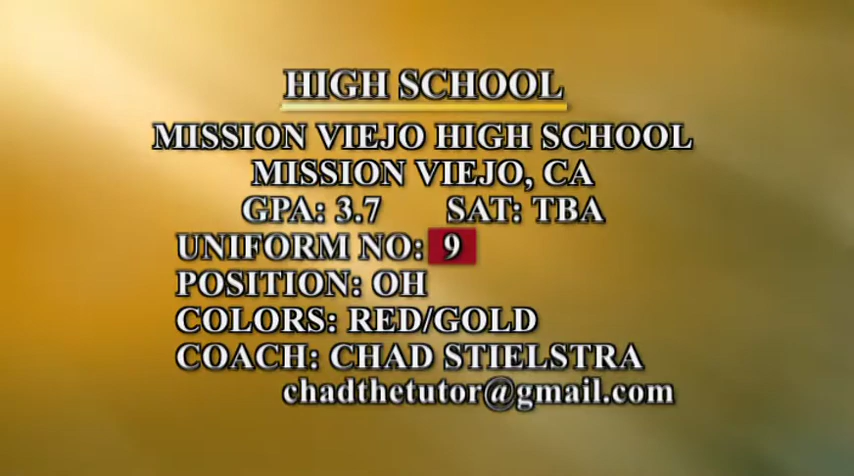 HIGH SCHOOL
MISSION VIEJO HIGH SCHOOL
MISSION VIEJO, CA
GPA: 3.7 SAT: TBA
UNIFORM NO: 9
POSITION: OH
COLORS: RED/GOLD
COACH: CHAD STIELSTRA
chadthetutor@gmail.com